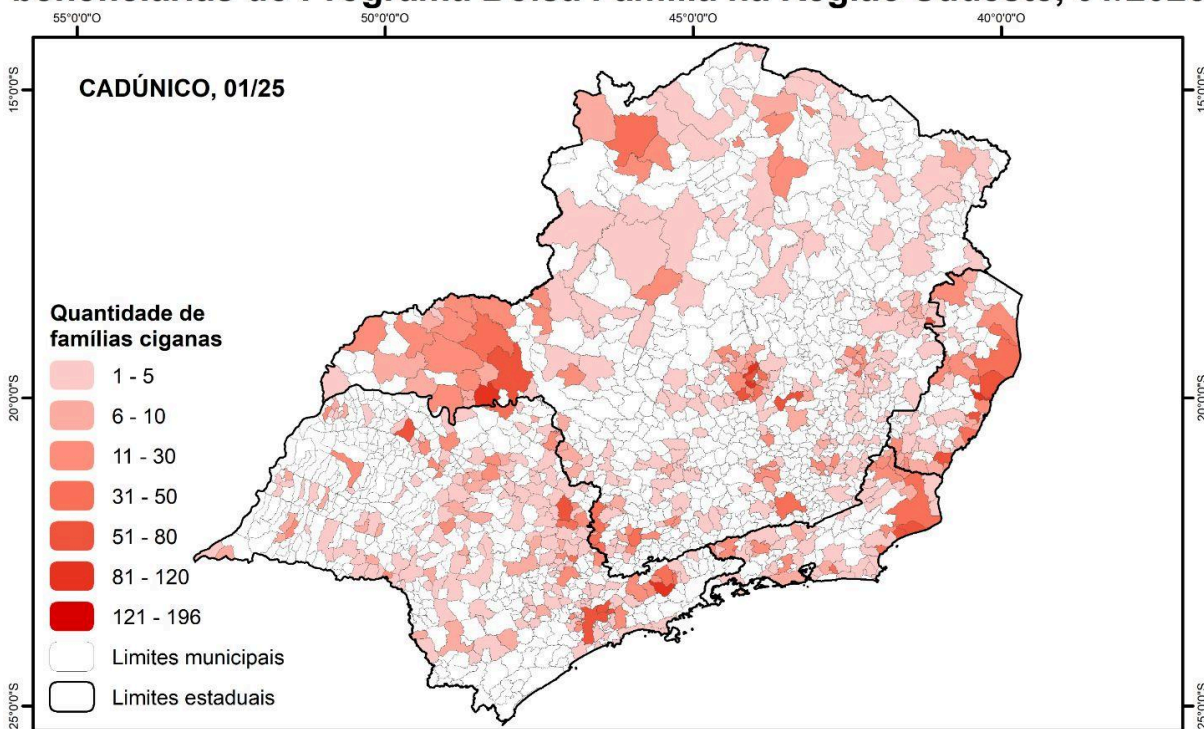 beneficiárias do Programa Bolsa Família na Região Sudeste, 01/2025
55°0'0"O 50°0'0"O 45°0'0"O 40°0'0"O
CADÚNICO, 01/25
15°0'0"S 15°0'0"S
Quantidade de
famílias ciganas
1 - 5
6 - 10
20°0'0"S 20°0'0"S
11 - 30
31 - 50
51 - 80
81 - 120
121 - 196
Limites municipais
Limites estaduais
25°0'0"S 25°0'0"S